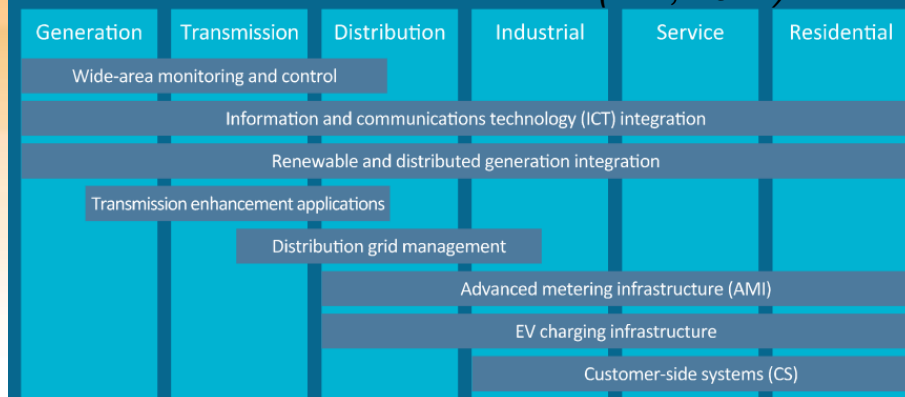 Generation Transmission Distribution Industrial Service Residential
Wide-area monitoring and control
Information and communications technology (ICT) integration
Renewable and distributed generation integration
Transmission enhancement applications
Distribution grid management
Advanced metering infrastructure (AMI)
EV charging infrastructure
Customer-side systems (CS)